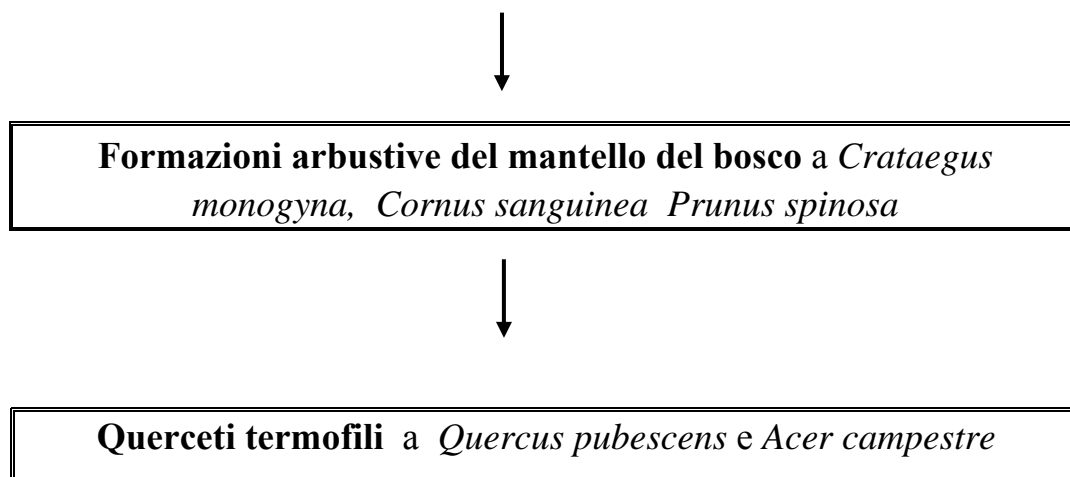 Formazioni arbustive del mantello del bosco a Crataegus
monogyna, Cornus sanguinea Prunus spinosa
Querceti termofili a Quercus pubescens e Acer campestre